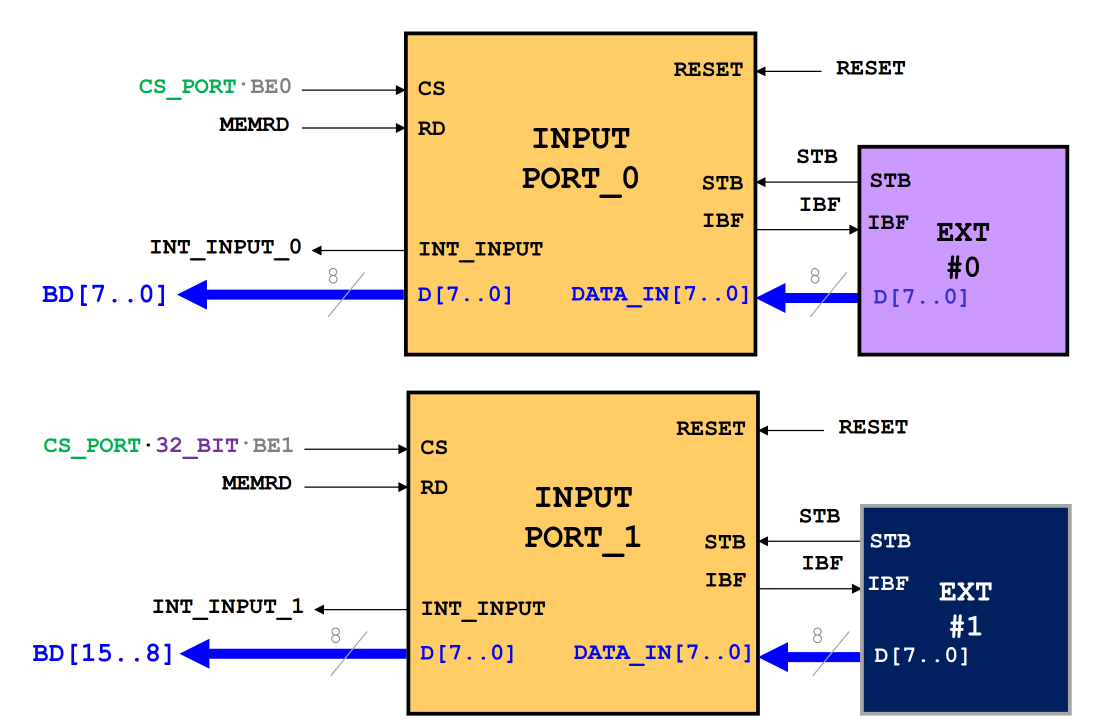 RESET
RESET
CS_PORT·BE0
CS
MEMRD
RD
INPUT
PORT_0
STB
STB
STB
IBF
IBF
IBF
EXT
#0
INT_INPUT_0
INT_INPUT
8
8
BD[7..0]
D[7..0]
DATA_IN[7..0]
D[7..0]
RESET
RESET
CS_PORT·32_BIT·BE1
CS
MEMRD
RD
INPUT
PORT_1
STB
STB
STB
IBF
IBF
IBF
EXT
#1
INT_INPUT_1
INT_INPUT
8
8
BD[15..8]
D[7..0]
DATA_IN[7..0]
D[7..0]